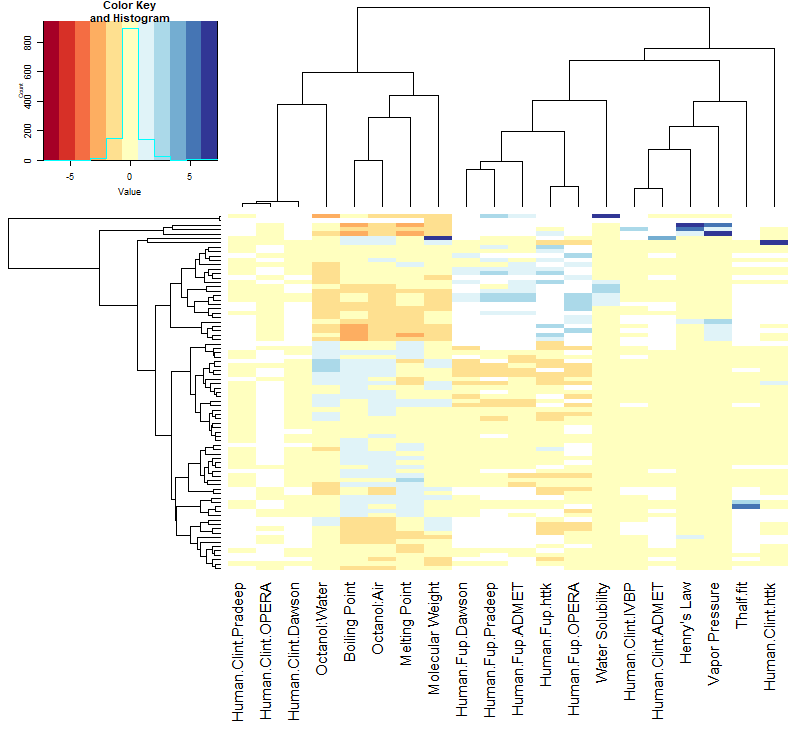 Color Key
and Histogram
Count
0 200 400 600 800
-5 0 5
Value
Human.Clint.Pradeep
Human.Clint.OPERA
Human.Clint.Dawson
Octanol:Water
Boiling Point
Octanol:Air
Melting Point
Molecular Weight
Human.Fup.Dawson
Human.Fup.Pradeep
Human.Fup.ADMET
Human.Fup.httk
Human.Fup.OPERA
Water Solubility
Human.Clint.IVBP
Human.Clint.ADMET
Henry's Law
Vapor Pressure
Thalf.fit
Human.Clint.httk